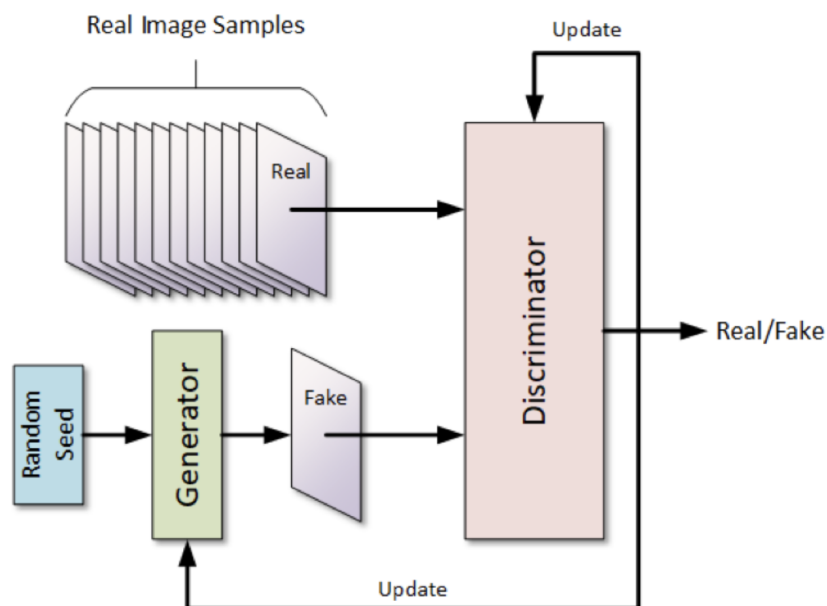 Real Image Samples
Update
Real
Discriminator
Real/Fake
Random
Seed
Generator
Fake
Update